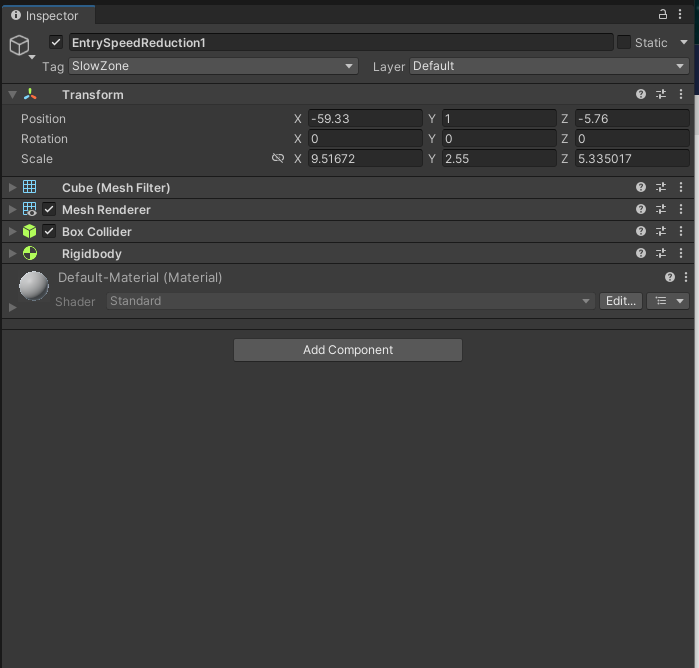 Inspector
EntrySpeedReduction1 Static
Tag SlowZone Layer Default
Transform
Position X -59.33 Y 1 Z -5.76
Rotation X 0 Y 0 Z 0
Scale X 9.51672 Y 2.55 Z 5.335017
Cube (Mesh Filter)
Mesh Renderer
Box Collider
Rigidbody
Default-Material (Material)
Shader Standard Edit...
Add Component